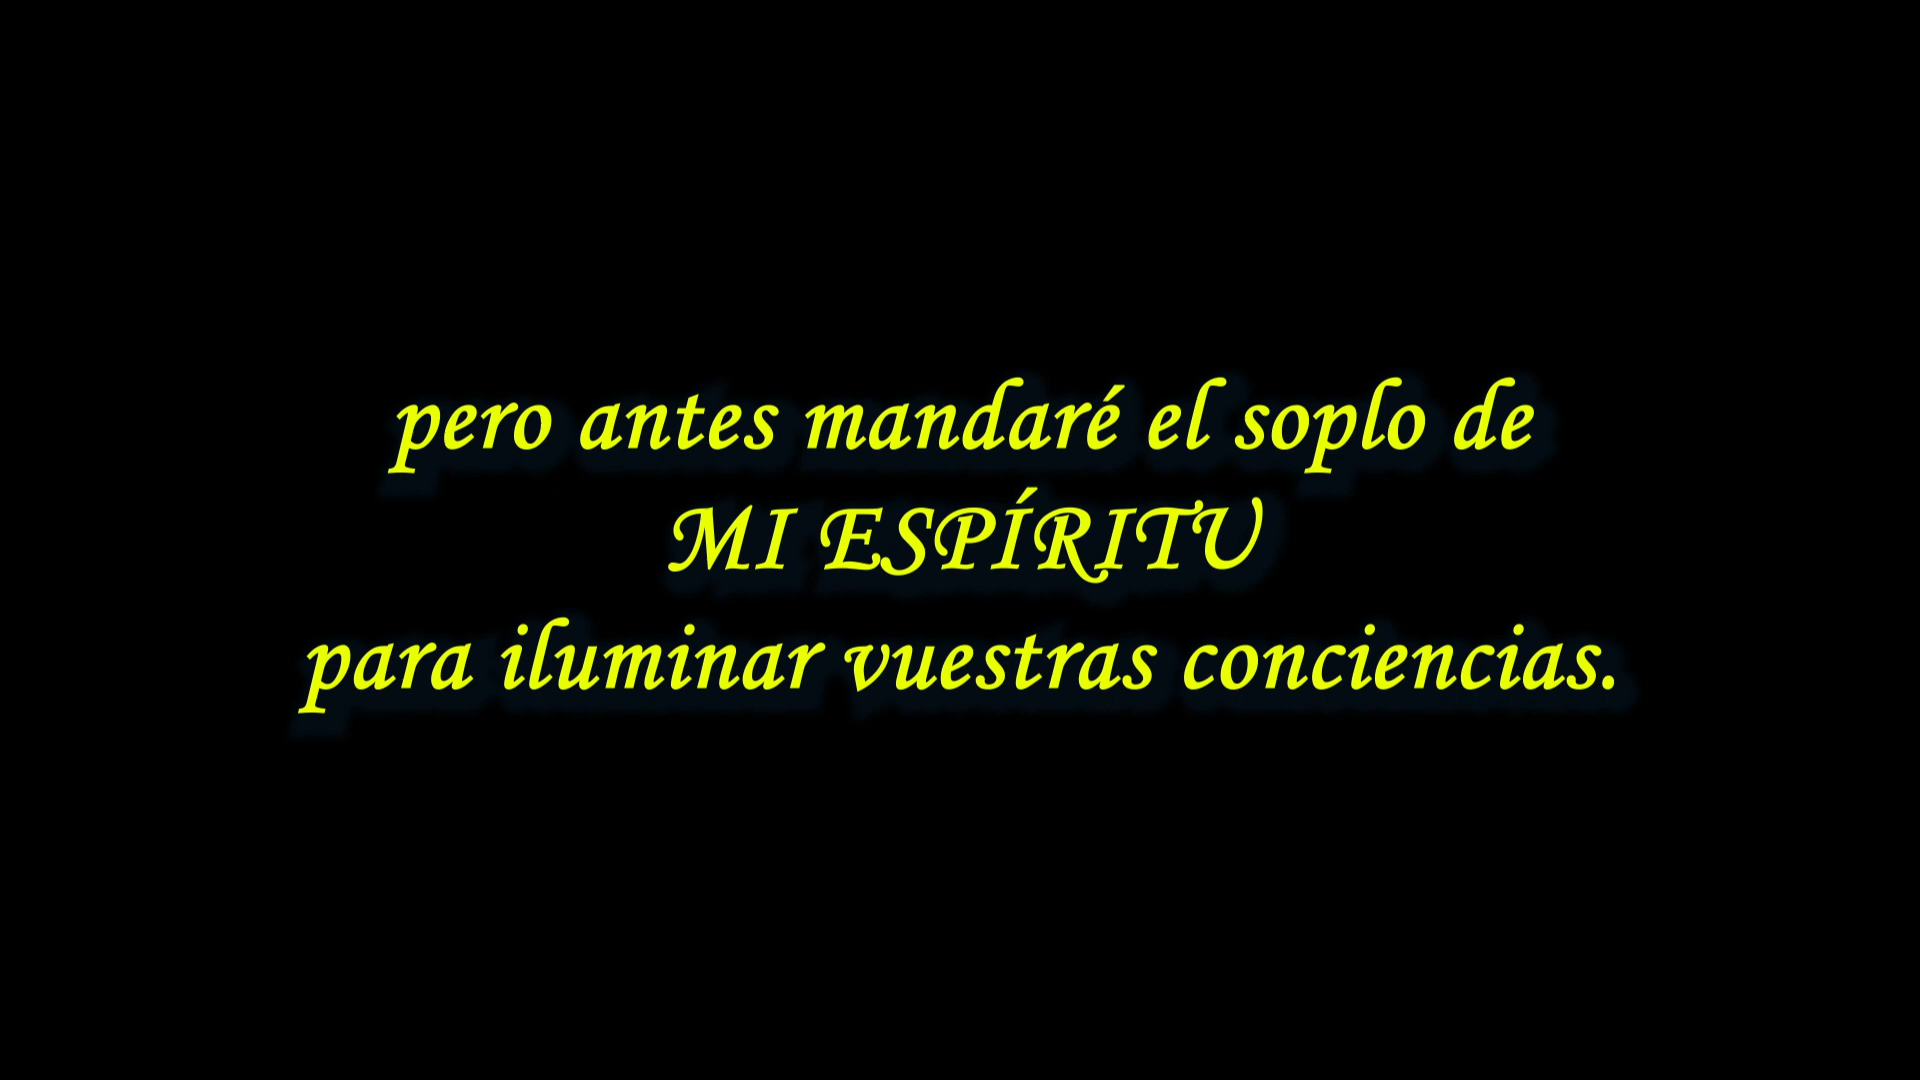 pero antes mandaré el soplo de
MI ESPÍRITU
para iluminar vuestras conciencias.